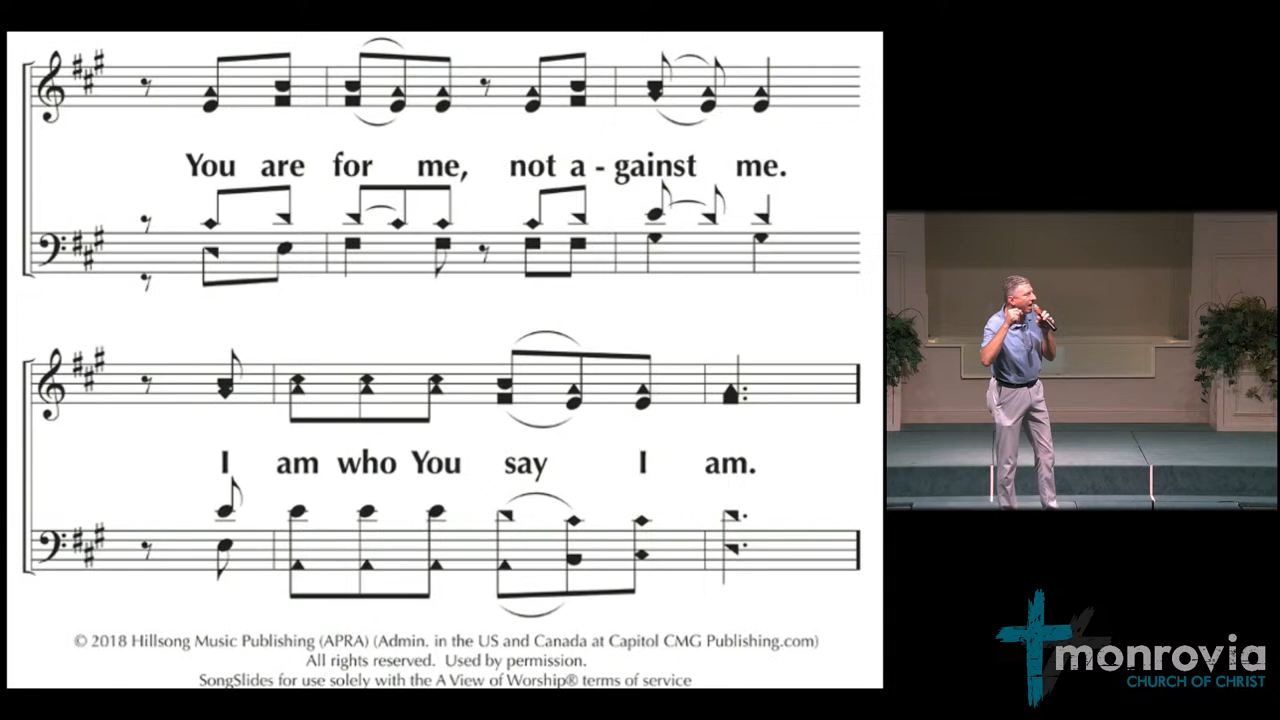 You are for me, not a - gainst me.
I am who You say I am.
© 2018 Hillsong Music Publishing (APRA) (Admin. in the US and Canada at Capitol CMG Publishing.com)
All rights reserved. Used by permission.
SongSlides for use solely with the A View of Worship® terms of service
monrovia
CHURCH OF CHRIST